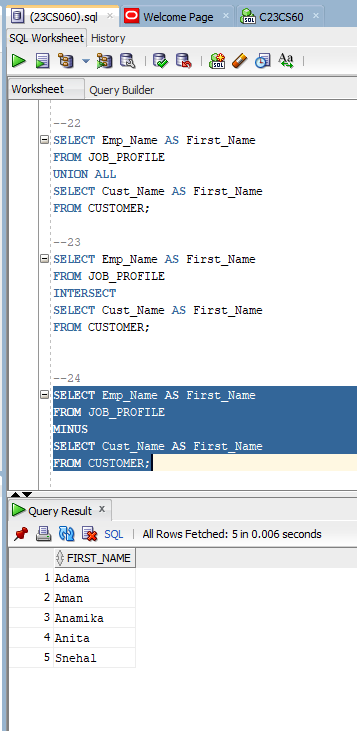 (23CS060).sql × Welcome Page × C23CS60 ×
SQL Worksheet History
Worksheet Query Builder
--22
SELECT Emp_Name AS First_Name
FROM JOB_PROFILE
UNION ALL
SELECT Cust_Name AS First_Name
FROM CUSTOMER;
--23
SELECT Emp_Name AS First_Name
FROM JOB_PROFILE
INTERSECT
SELECT Cust_Name AS First_Name
FROM CUSTOMER;
--24
SELECT Emp_Name AS First_Name
FROM JOB_PROFILE
MINUS
SELECT Cust_Name AS First_Name
FROM CUSTOMER;
Query Result ×
SQL | All Rows Fetched: 5 in 0.006 seconds
FIRST_NAME
1 Adama
2 Aman
3 Anamika
4 Anita
5 Snehal